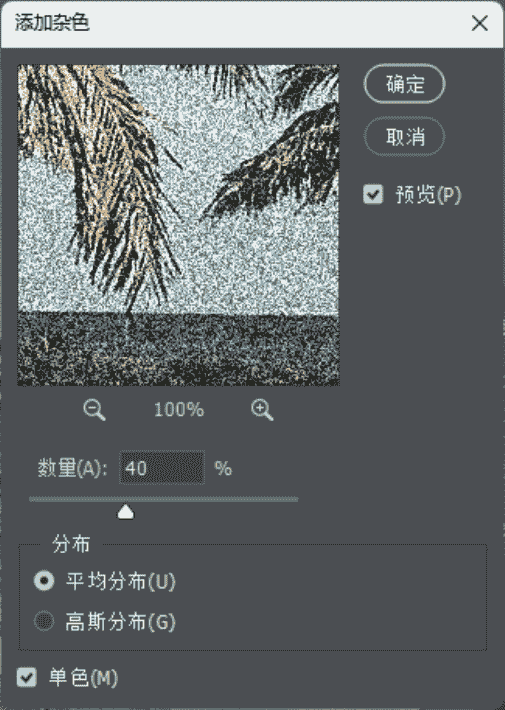 添加杂色
确定
取消
预览(P)
100%
数量(A): 40 %
分布
平均分布(U)
高斯分布(G)
单色(M)